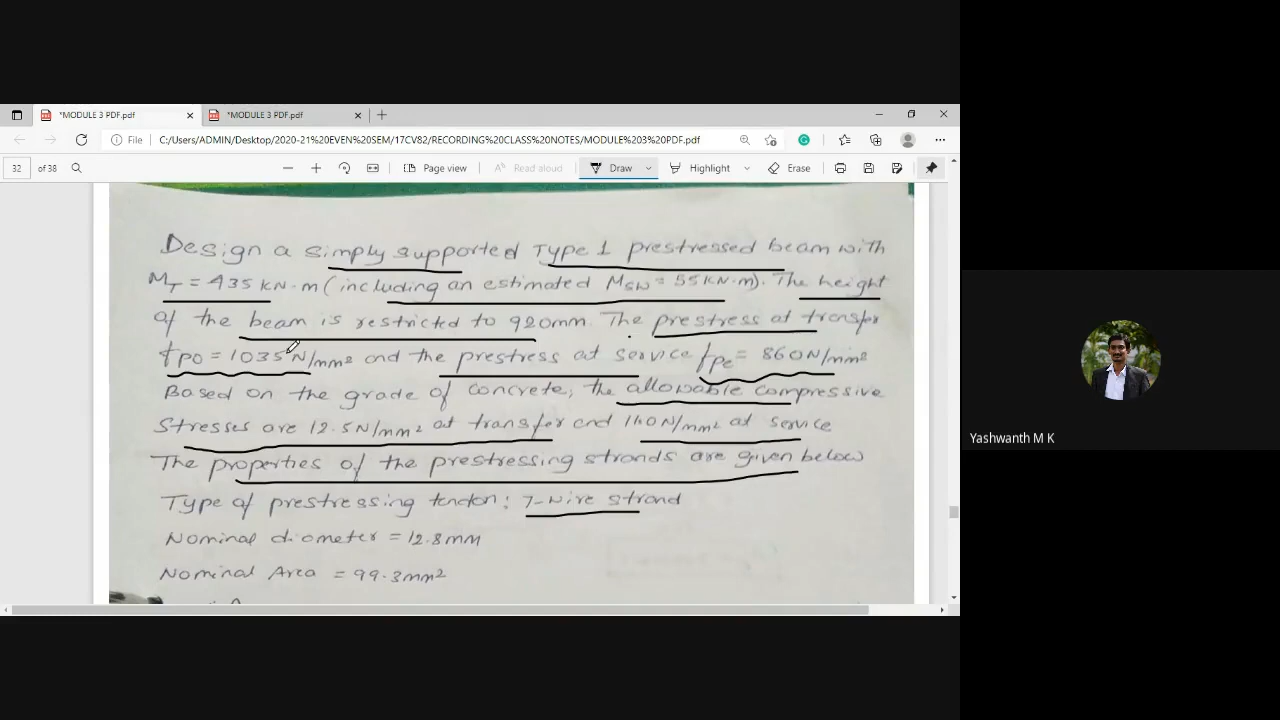 *MODULE 3 PDF.pdf
*MODULE 3 PDF.pdf
File
C:/Users/ADMIN/Desktop/2020-21%20EVEN%20SEM/17CV82/RECORDING%20CLASS%20NOTES/MODULE%203%20PDF.pdf
32 of 38
Page view
Read aloud
Draw
Highlight
Erase
Design a simply supported Type 1 prestressed beam with
MT = 435 KN.m (including an estimated MSW = 55KN.m). The height
of the beam is restricted to 920mm. The prestress at transfer
fpo = 1035 N/mm² and the prestress at service fpe = 860N/mm²
Based on the grade of concrete, the allowable compressive
Stresses are 12.5N/mm² at transfer and 11.0N/mm² at service
The properties of the prestressing strands are given below
Type of prestressing tendon: 7-Wire strand
Nominal diameter = 12.8mm
Nominal Area = 99.3mm²
Yashwanth M K